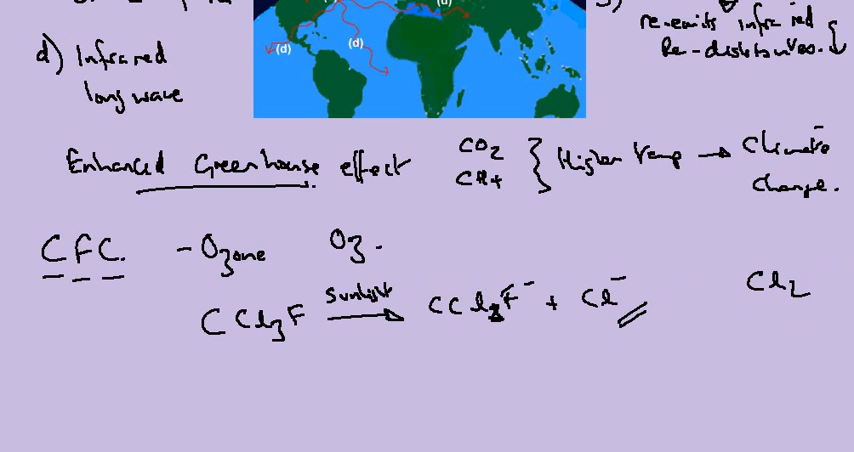 (d)
re-emits infrared
Re-distributes.
d) Infrared
long wave
(d)
(d)
Enhanced Greenhouse effect
CO2
CH4
Higher temp → Climate
change.
CFC. - Ozone O3.
CCl3F sunlight → CCl2F⁻ + Cl⁻
Cl2